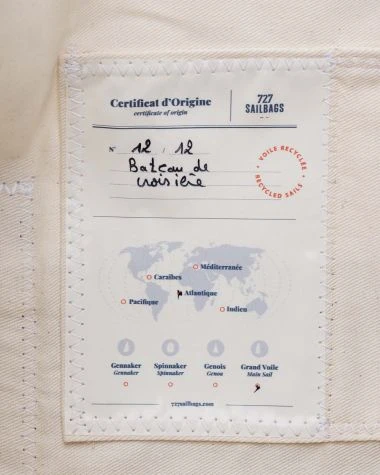 Certificat d'Origine
certificate of origin
727
SAILBAGS
N° 12 / 12
Bateau de
croisière
VOILE RECYCLÉE • RECYCLED SAILS •
Méditerranée
Caraïbes
Atlantique
Pacifique
Indien
Gennaker Spinnaker Genois Grand Voile
Gennaker Spinnaker Genoa Main Sail
727sailbags.com